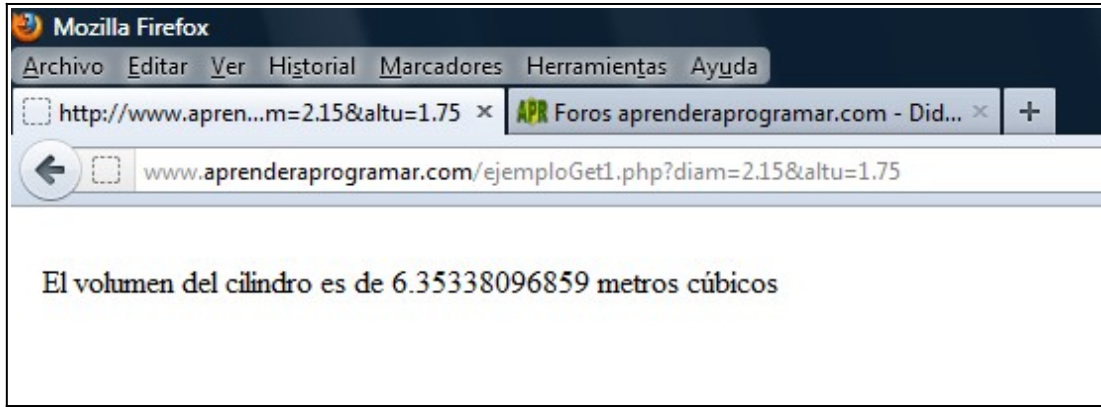 Mozilla Firefox
Archivo Editar Ver Historial Marcadores Herramientas Ayuda
http://www.apren...m=2.15&altu=1.75 × APR Foros aprenderaprogramar.com - Did... × +
www.aprenderaprogramar.com/ejemploGet1.php?diam=2.15&altu=1.75
El volumen del cilindro es de 6.35338096859 metros cúbicos